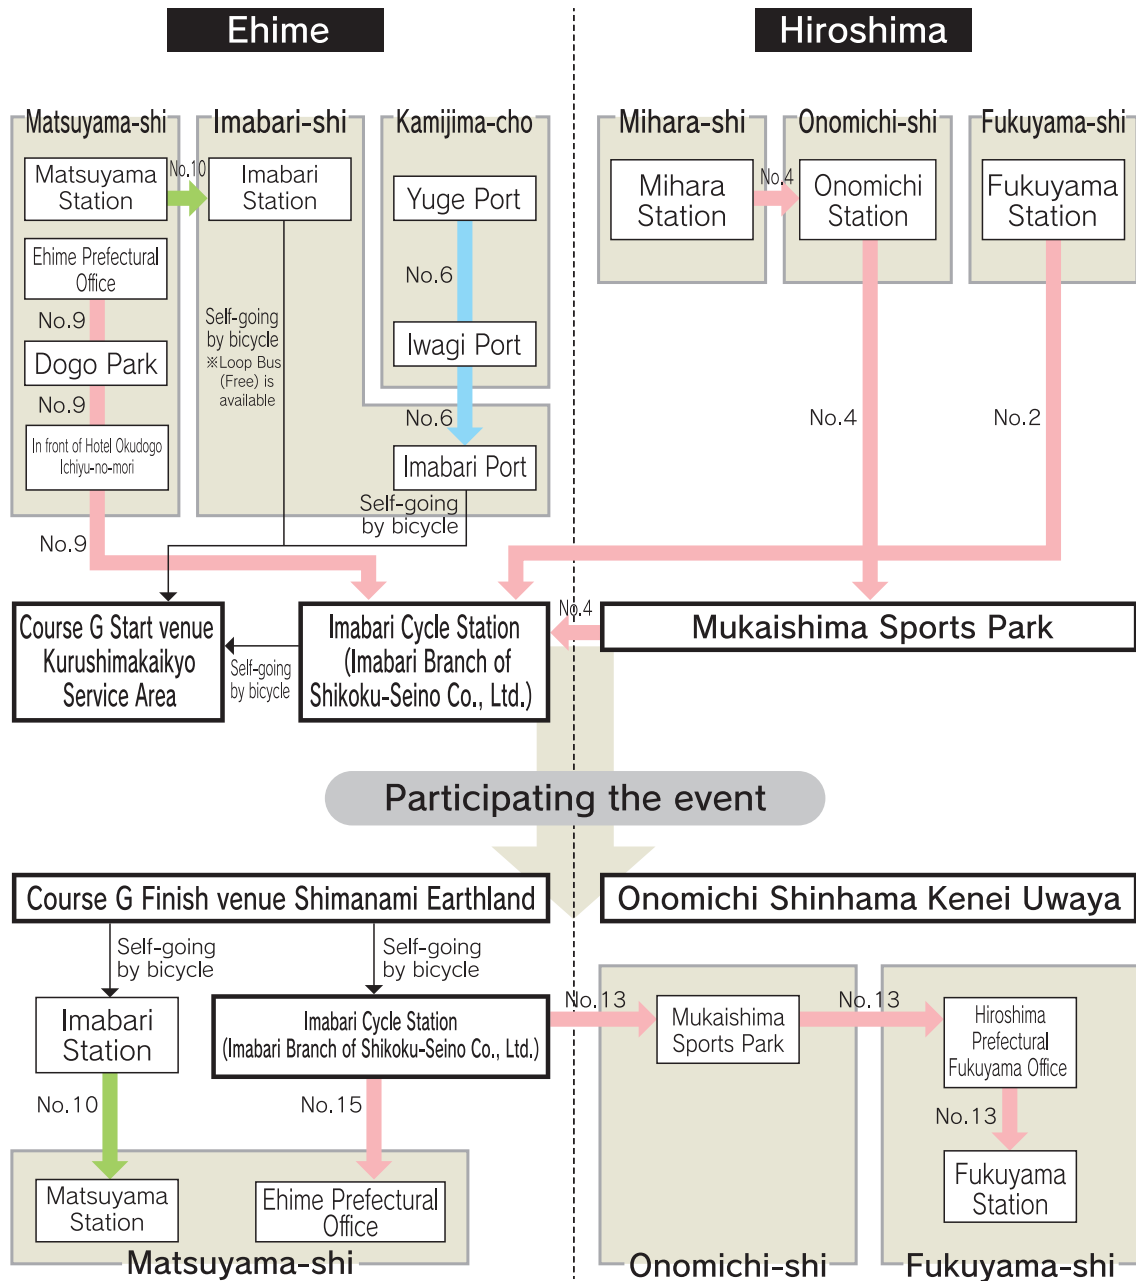 Ehime
Hiroshima
Matsuyama-shi
Imabari-shi
Kamijima-cho
Mihara-shi
Onomichi-shi
Fukuyama-shi
Matsuyama
Station
No.10
Imabari
Station
Yuge Port
Mihara
Station
No.4
Onomichi
Station
Fukuyama
Station
Ehime Prefectural
Office
No.9
Dogo Park
No.9
In front of Hotel Okudogo
Ichiyu-no-mori
No.9
Self-going
by bicycle
※Loop Bus
(Free) is
available
No.6
Iwagi Port
No.6
Imabari Port
Self-going
by bicycle
No.4
No.2
Course G Start venue
Kurushimakaikyo
Service Area
Self-going
by bicycle
Imabari Cycle Station
(Imabari Branch of
Shikoku-Seino Co., Ltd.)
No.4
Mukaishima Sports Park
Participating the event
Course G Finish venue Shimanami Earthland
Onomichi Shinhama Kenei Uwaya
Self-going
by bicycle
Self-going
by bicycle
Imabari
Station
Imabari Cycle Station
(Imabari Branch of Shikoku-Seino Co., Ltd.)
No.13
Mukaishima
Sports Park
No.13
Hiroshima
Prefectural
Fukuyama Office
No.10
No.15
No.13
Matsuyama
Station
Ehime Prefectural
Office
Fukuyama
Station
Matsuyama-shi
Onomichi-shi
Fukuyama-shi